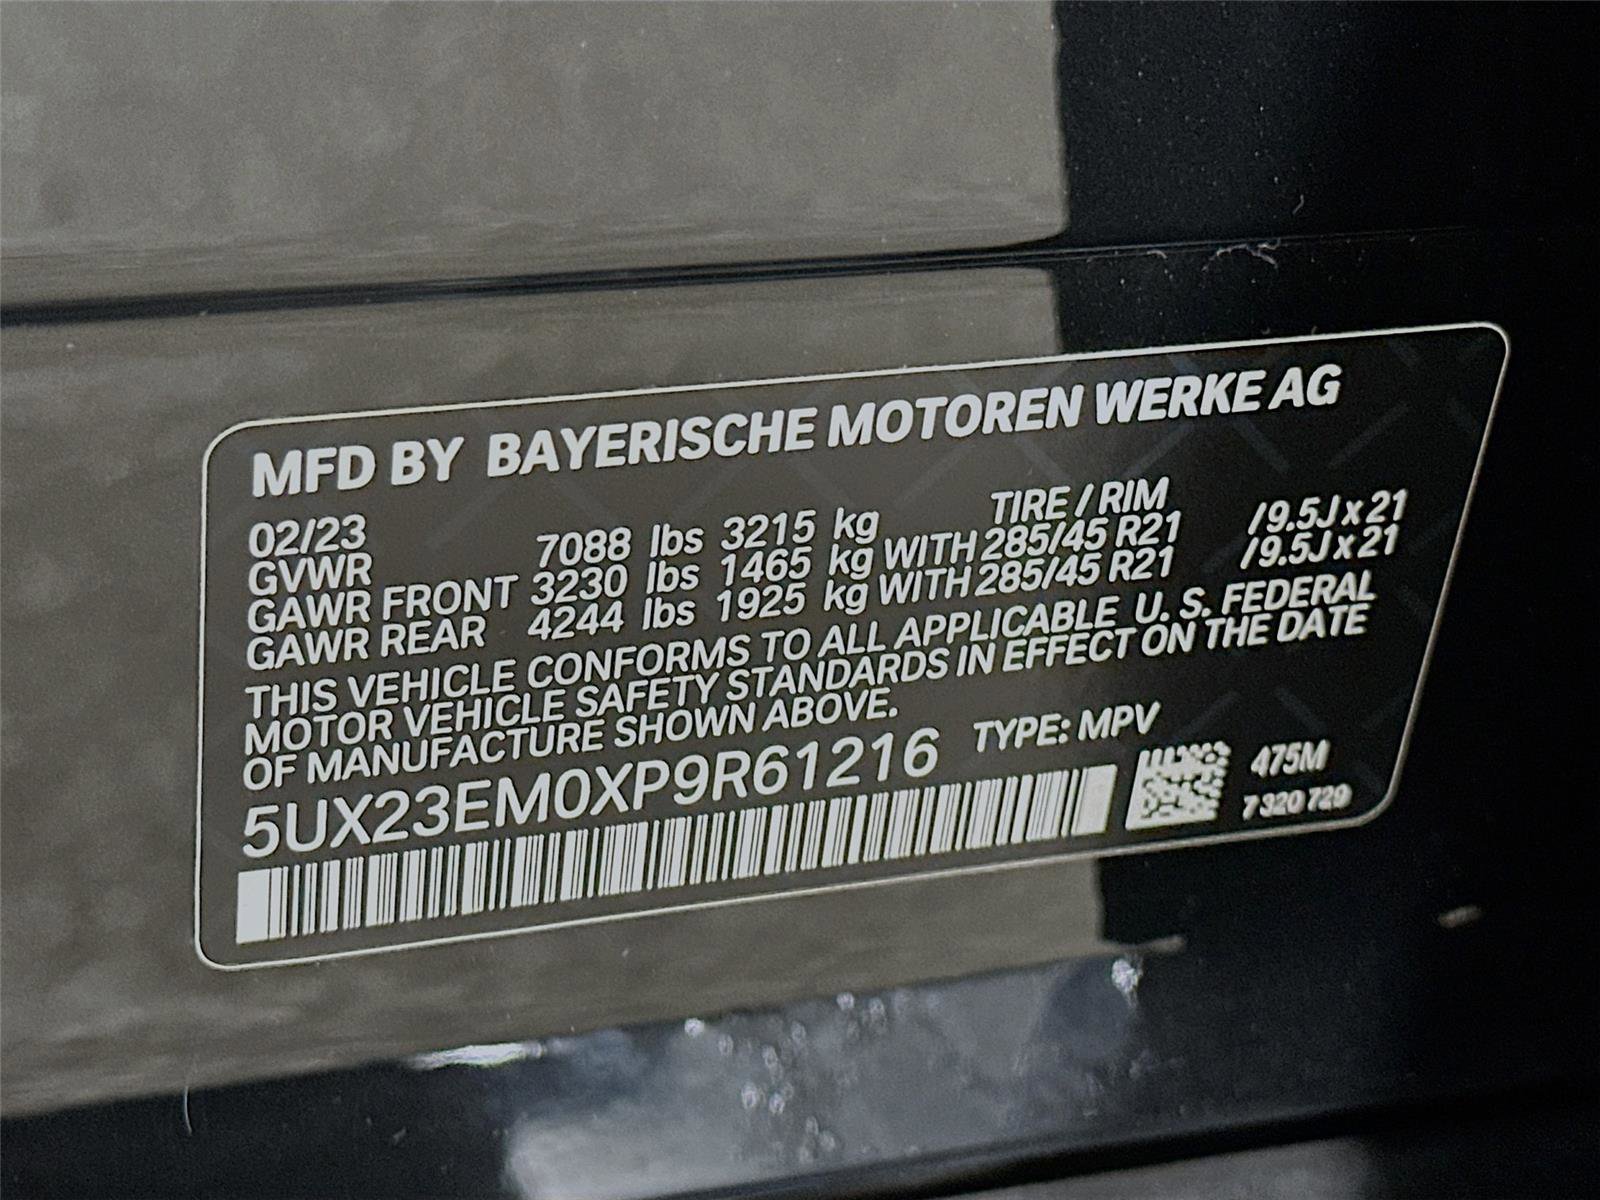 MFD BY BAYERISCHE MOTOREN WERKE AG
02/23 TIRE / RIM
GVWR 7088 lbs 3215 kg
GAWR FRONT 3230 lbs 1465 kg WITH 285/45 R21 /9.5J x 21
GAWR REAR 4244 lbs 1925 kg WITH 285/45 R21 /9.5J x 21
THIS VEHICLE CONFORMS TO ALL APPLICABLE U. S. FEDERAL
MOTOR VEHICLE SAFETY STANDARDS IN EFFECT ON THE DATE
OF MANUFACTURE SHOWN ABOVE.
5UX23EM0XP9R61216 TYPE: MPV
475M
7 320 729